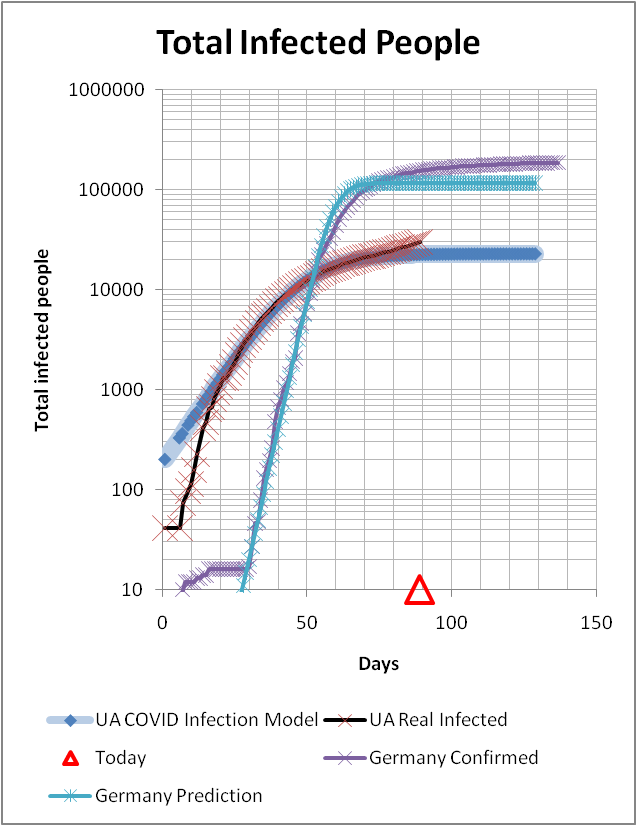 Total Infected People
1000000
100000
10000
1000
100
10
Total infected people
0 50 100 150
Days
UA COVID Infection Model UA Real Infected
Today Germany Confirmed
Germany Prediction